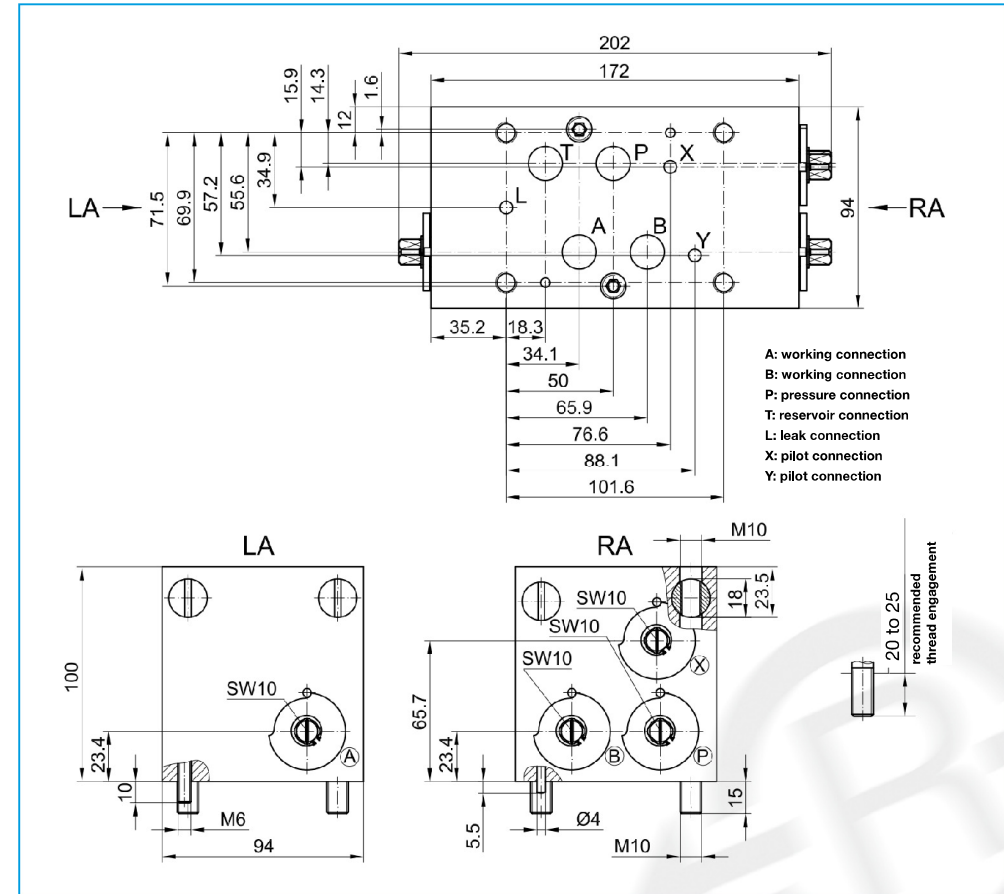 202
172
15.9
14.3
1.6
12
71.5
69.9
57.2
55.6
34.9
T
P
X
L
A
B
Y
LA
RA
94
35.2
18.3
34.1
50
65.9
76.6
88.1
101.6
A: working connection
B: working connection
P: pressure connection
T: reservoir connection
L: leak connection
X: pilot connection
Y: pilot connection
LA
100
23.4
10
SW10
A
M6
94
RA
M10
SW10
SW10
SW10
18
23.5
65.7
23.4
X
B
P
5.5
Ø4
M10
15
20 to 25
recommended
thread engagement